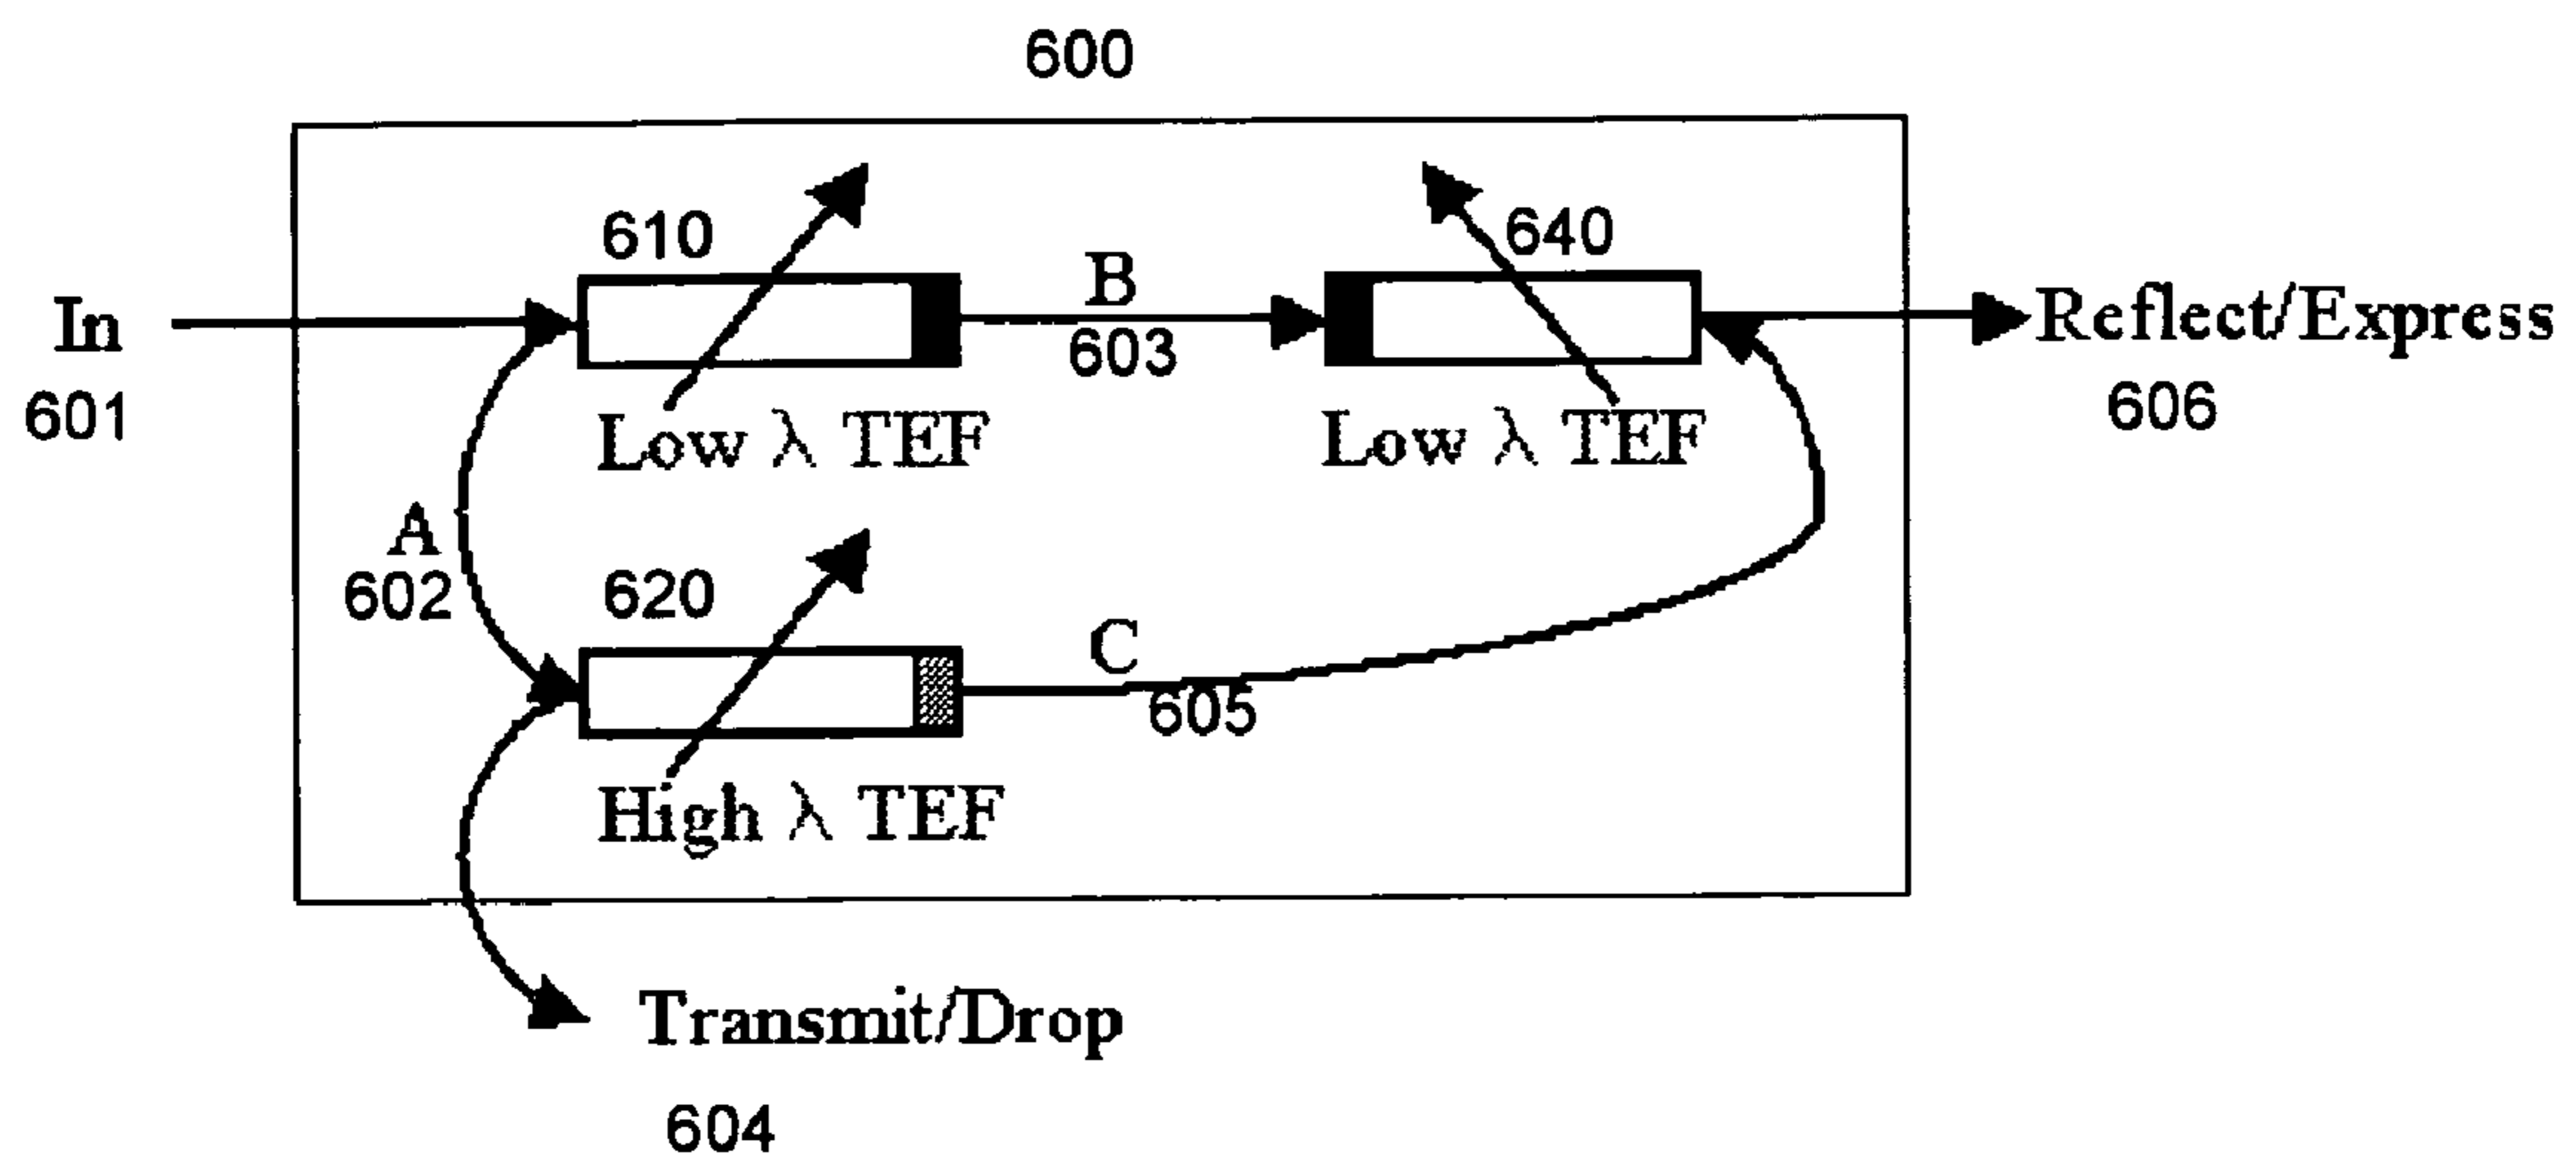 600
610
640
In
B
Reflect/Express
601
603
606
Low λ TEF
Low λ TEF
A
602
620
C
605
High λ TEF
Transmit/Drop
604